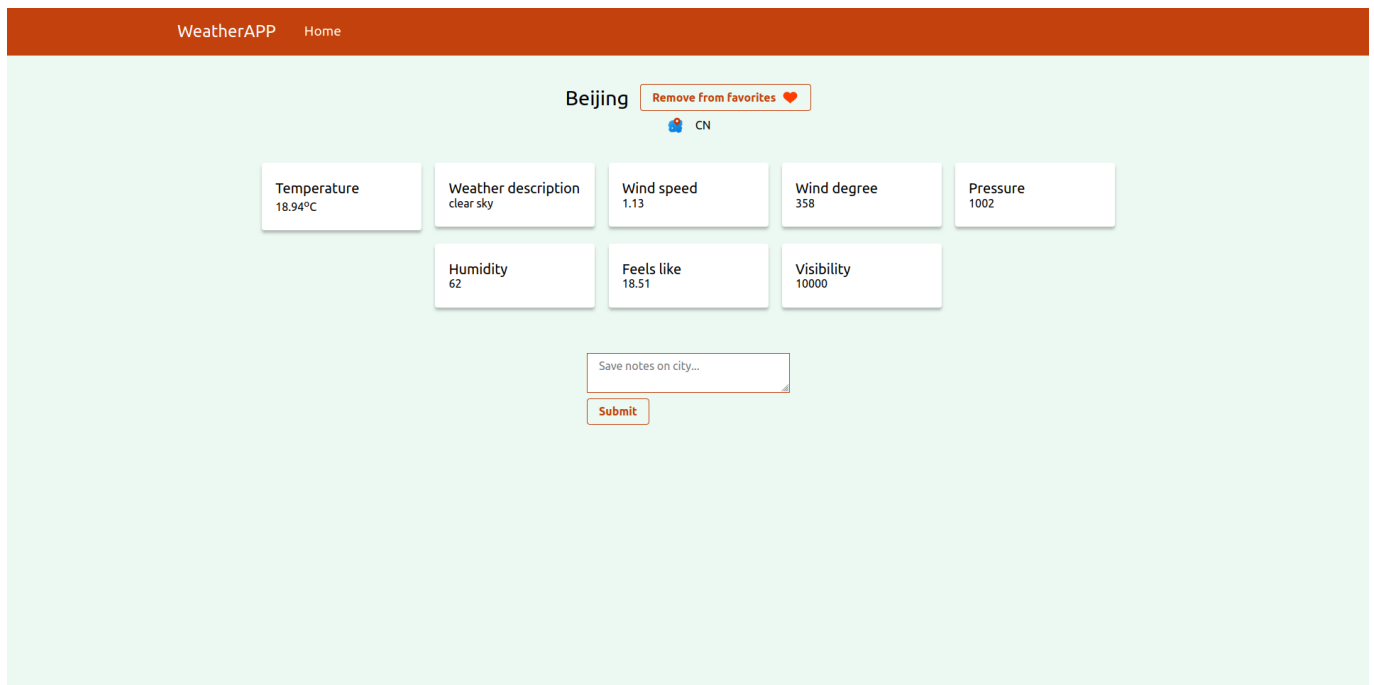 WeatherAPP Home
Beijing Remove from favorites
CN
Temperature
18.94ºC
Weather description
clear sky
Wind speed
1.13
Wind degree
358
Pressure
1002
Humidity
62
Feels like
18.51
Visibility
10000
Save notes on city...
Submit